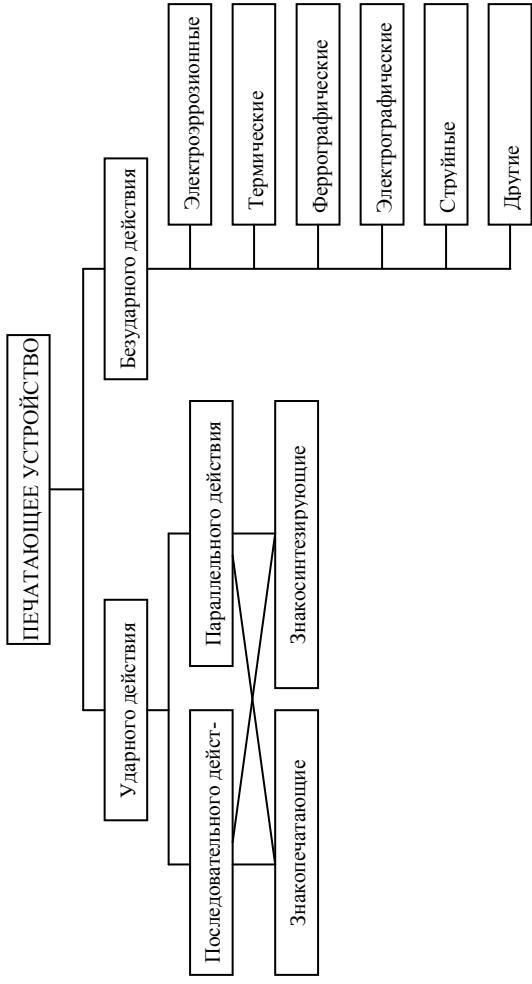 ПЕЧАТАЮЩЕЕ УСТРОЙСТВО
Ударного действия
Безударного действия
Последовательного дейст-
Параллельного действия
Знакопечатающие
Знакосинтезирующие
Электроэррозионные
Термические
Феррографические
Электрографические
Струйные
Другие